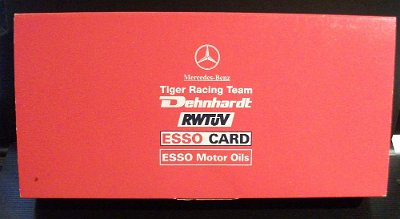 Mercedes-Benz
Tiger Racing Team
Dehnhardt
RWTÜV
ESSO CARD
ESSO Motor Oils